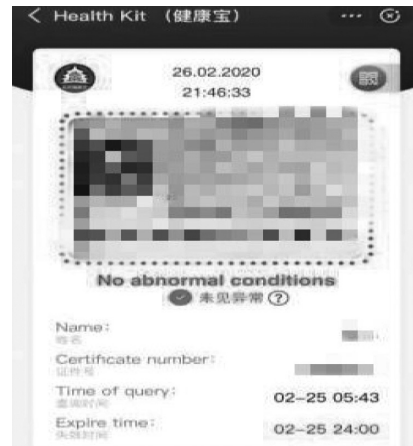 Health Kit （健康宝）
26.02.2020
21:46:33
No abnormal conditions
未见异常 ?
Name:
姓名
Certificate number:
证件号
Time of query: 02-25 05:43
查询时间
Expire time: 02-25 24:00
失效时间